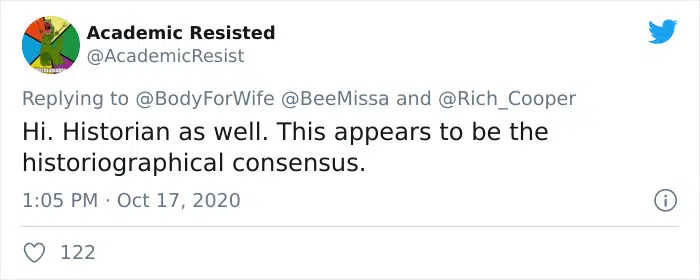 Academic Resisted
@AcademicResist
Replying to @BodyForWife @BeeMissa and @Rich_Cooper
Hi. Historian as well. This appears to be the
historiographical consensus.
1:05 PM · Oct 17, 2020
122